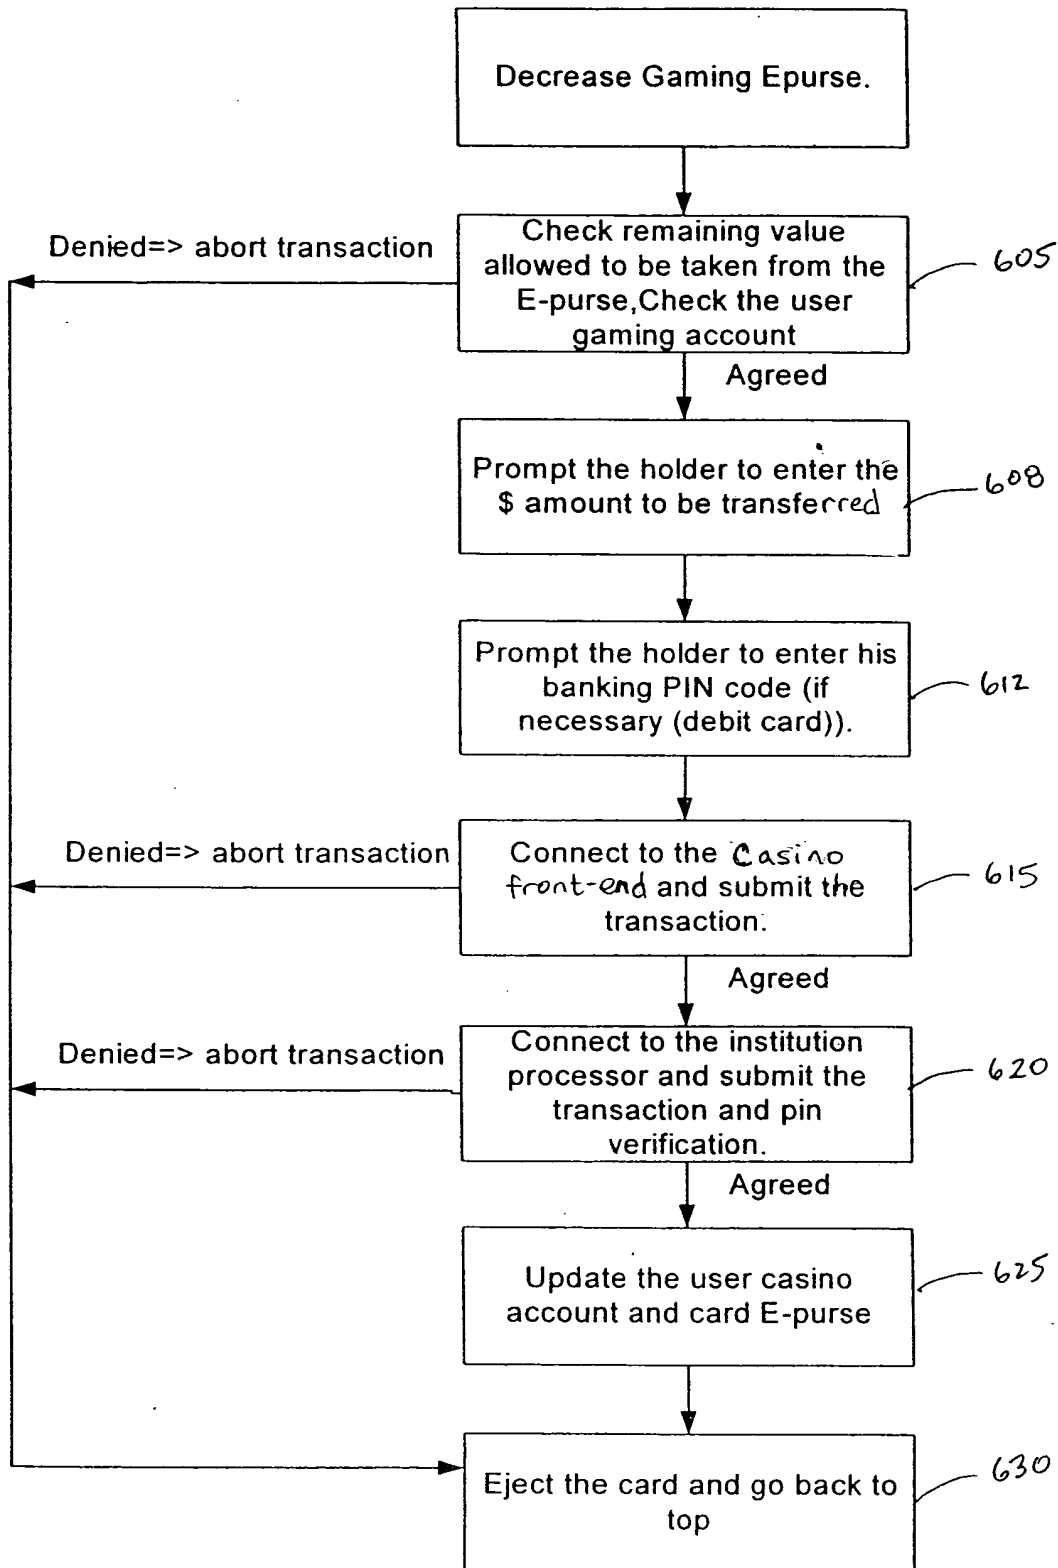 Decrease Gaming Epurse.
Denied=> abort transaction
Check remaining value
allowed to be taken from the
E-purse,Check the user
gaming account
605
Agreed
Prompt the holder to enter the
$ amount to be transferred
608
Prompt the holder to enter his
banking PIN code (if
necessary (debit card)).
612
Denied=> abort transaction
Connect to the Casino
front-end and submit the
transaction.
615
Agreed
Denied=> abort transaction
Connect to the institution
processor and submit the
transaction and pin
verification.
620
Agreed
Update the user casino
account and card E-purse
625
Eject the card and go back to
top
630